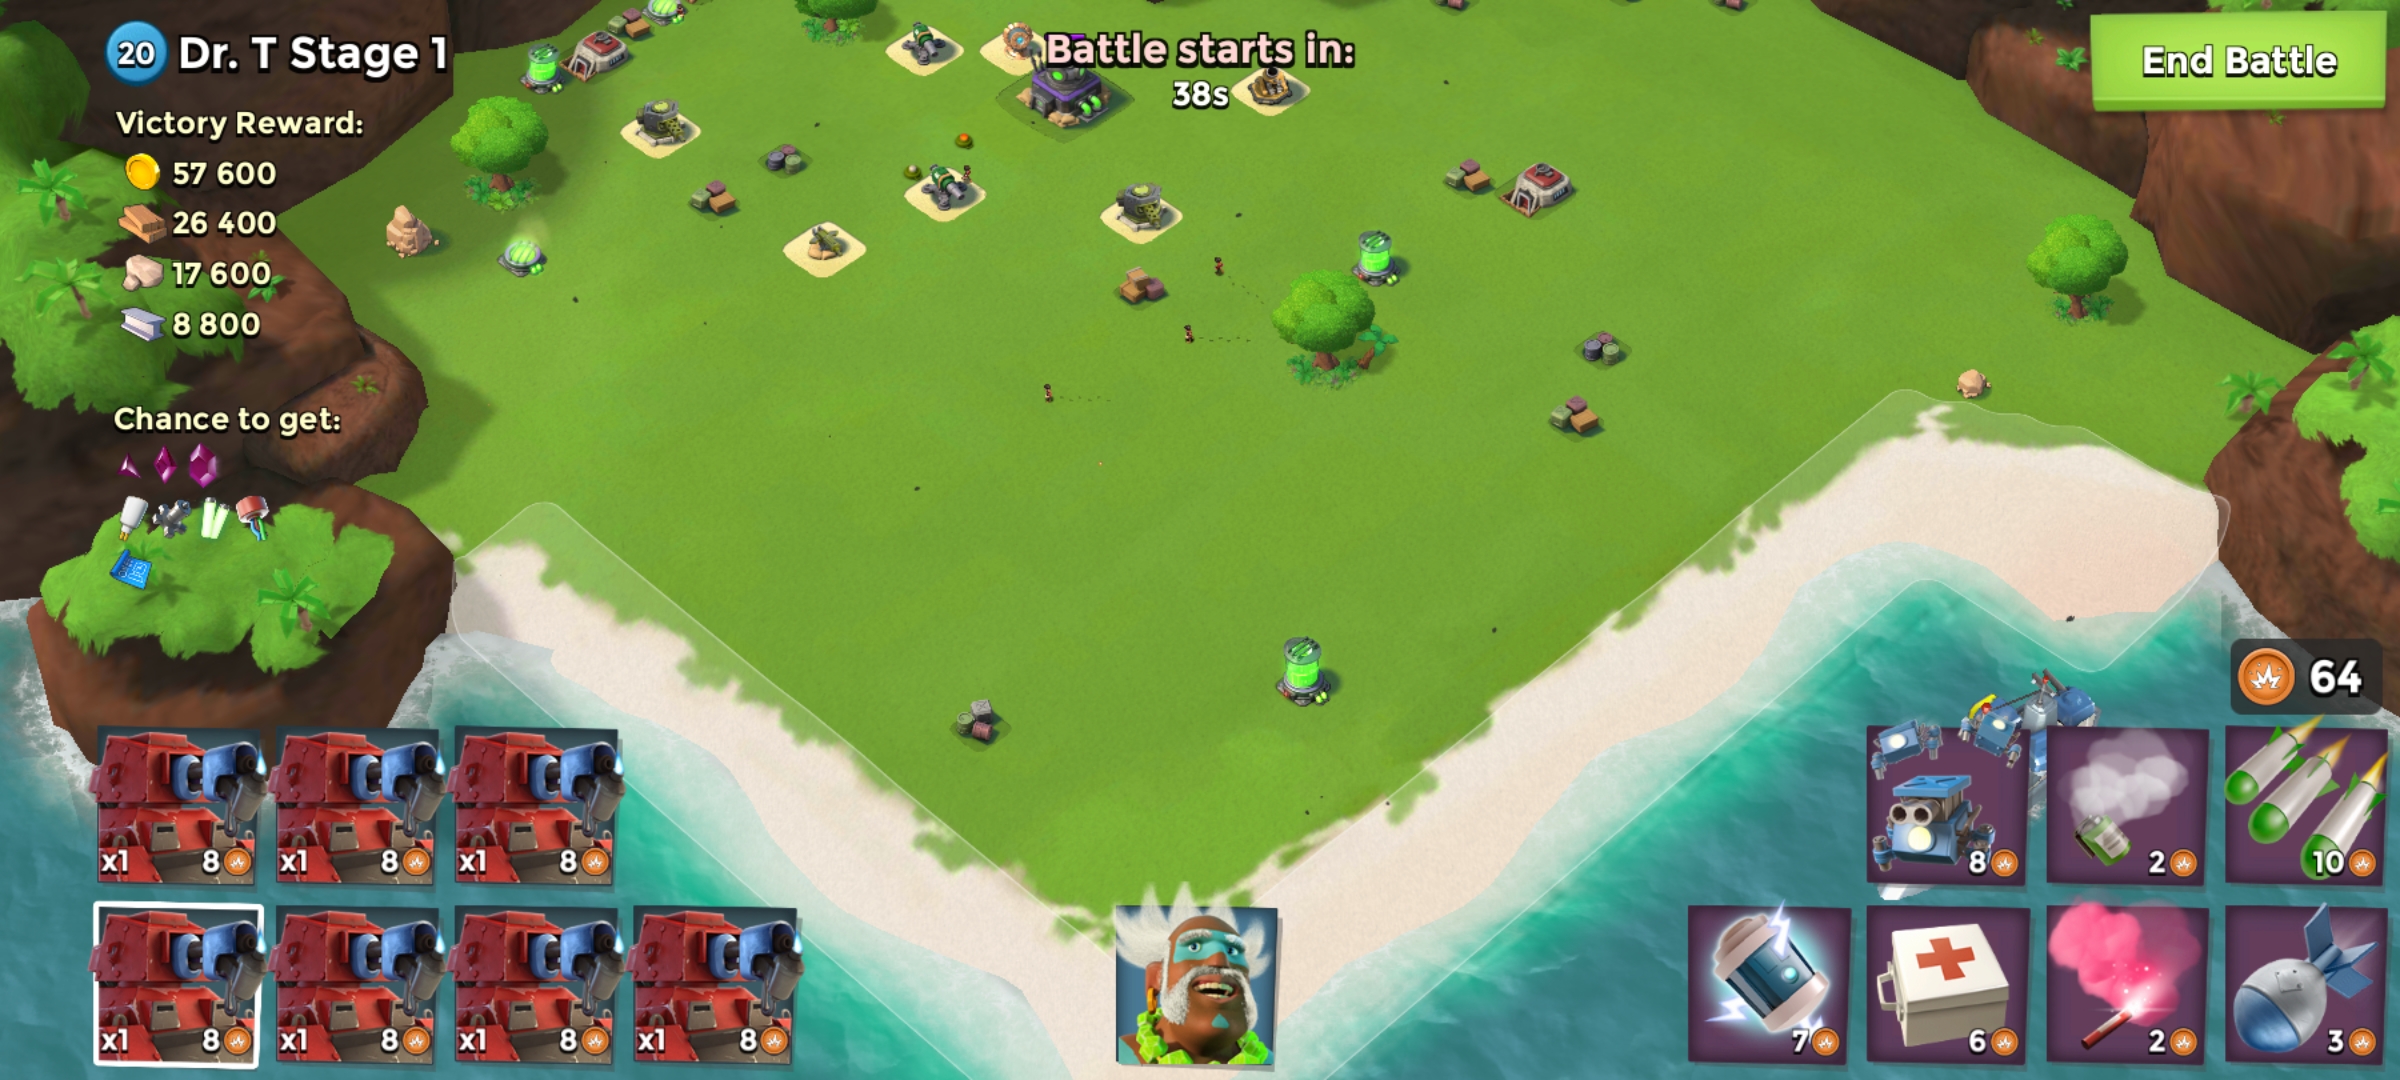 20 Dr. T Stage 1
Battle starts in:
38s
End Battle
Victory Reward:
57 600
26 400
17 600
8 800
Chance to get:
64
x1 8
x1 8
x1 8
8
2
10
x1 8
x1 8
x1 8
x1 8
7
6
2
3